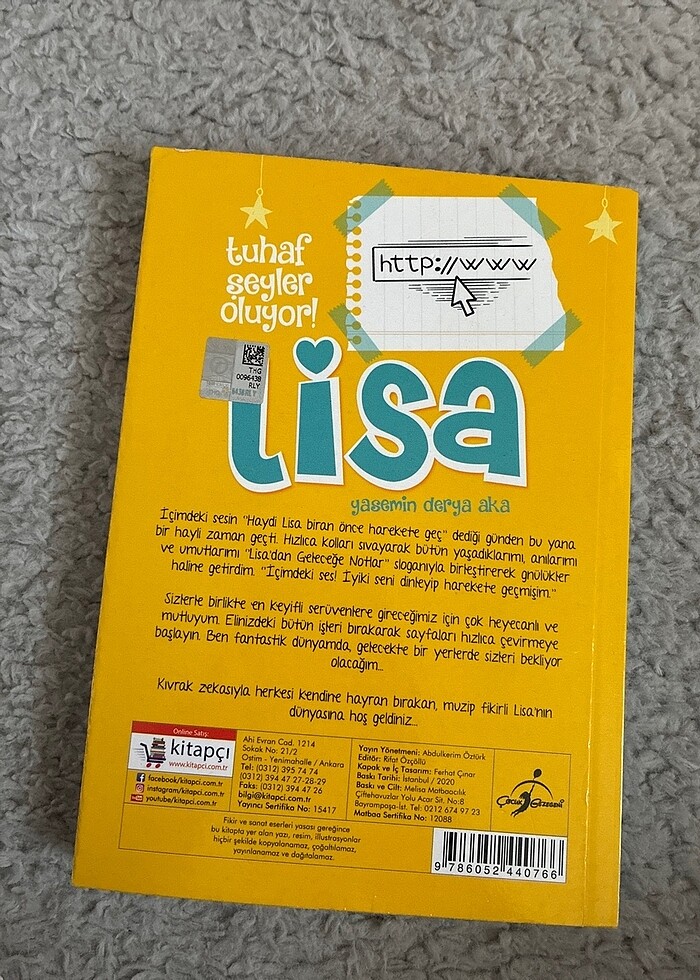 tuhaf
şeyler
oluyor!
http://www
THG
0096438
RLY
Lisa
yasemin derya aka
İçimdeki sesin "Haydi Lisa biran önce harekete geç" dediği günden bu yana
bir hayli zaman geçti. Hızlıca kolları sıvayarak bütün yaşadıklarımı, anılarımı
ve umutlarımı "Lisa'dan Geleceğe Notlar" sloganıyla birleştirerek günlükler
haline getirdim. "İçimdeki ses! İyiki seni dinleyip harekete geçmişim."
Sizlerle birlikte en keyifli serüvenlere gireceğimiz için çok heyecanlı ve
mutluyum. Elinizdeki bütün işleri bırakarak sayfaları hızlıca çevirmeye
başlayın. Ben fantastik dünyamda, gelecekte bir yerlerde sizleri bekliyor
olacağım...
Kıvrak zekasıyla herkesi kendine hayran bırakan, muzip fikirli Lisa'nın
dünyasına hoş geldiniz...
Online Satış:
kitapçı
www.kitapci.com.tr
facebook/kitapci.com.tr
instagram/kitapci.com.tr
youtube/kitapci.com.tr
Ahi Evran Cad. 1214
Sokak No: 21/2
Ostim - Yenimahalle / Ankara
Tel: (0312) 395 74 74
(0312) 394 47 27-28-29
Faks: (0312) 394 47 26
bilgi@kitapci.com.tr
Yayıncı Sertifika No: 15417
Yayın Yönetmeni: Abdulkerim Öztürk
Editör: Rıfat Özçöllü
Kapak ve İç Tasarım: Ferhat Çınar
Baskı Tarihi: İstanbul / 2020
Baskı ve Cilt: Melisa Matbaacılık
Çiftehavuzlar Yolu Acar Sit. No:8
Bayrampaşa-İst. Tel: 0212 674 97 23
Matbaa Sertifika No: 12088
Çocuk Gezegeni
Fikir ve sanat eserleri yasası gereğince
bu kitapta yer alan yazı, resim, illustrasyonlar
hiçbir şekilde kopyalanamaz, çoğaltılamaz,
yayınlanamaz ve dağıtılamaz.
9 786052 440766